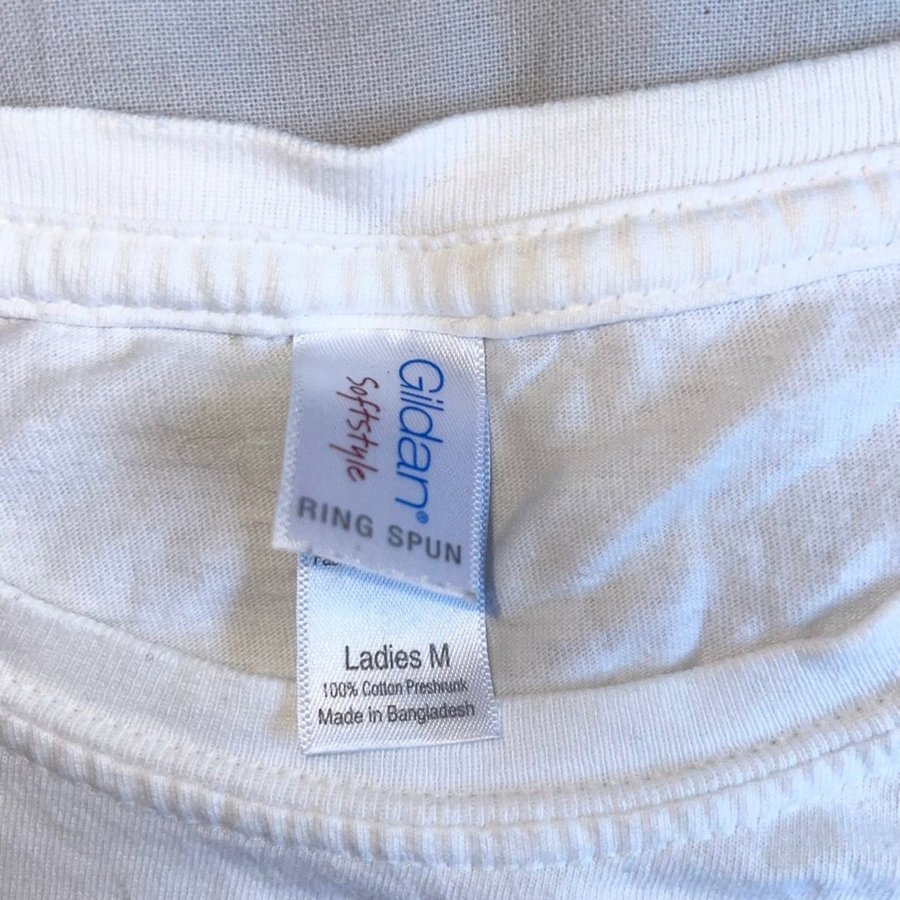 Gildan®
Softstyle
RING SPUN
Ladies M
100% Cotton Preshrunk
Made in Bangladesh